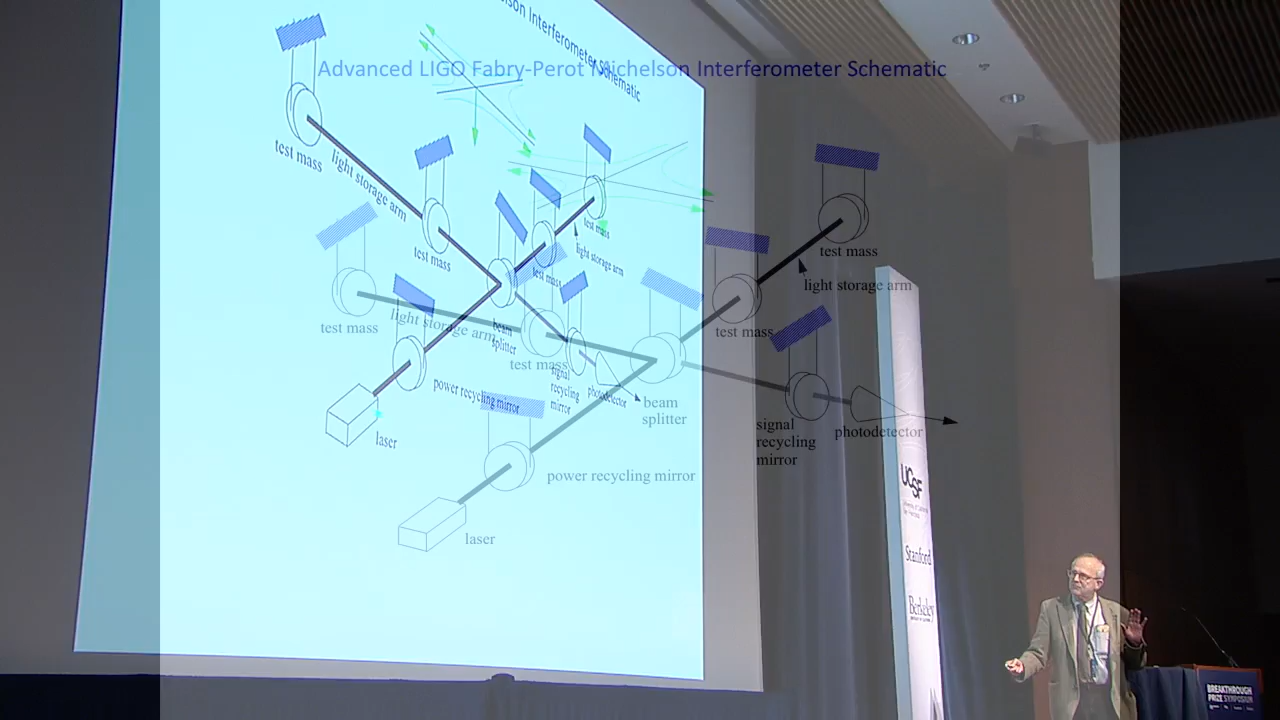 son Interferometer Schematic
Advanced LIGO Fabry-Perot Michelson Interferometer Schematic
test mass
light storage arm
test mass
test mass
light storage arm
test mass
beam
splitter
signal
recycling
mirror
photodetector
power recycling mirror
laser
test mass
light storage arm
test mass
test mass
light storage arm
test mass
beam
splitter
signal
recycling
mirror
photodetector
power recycling mirror
laser
UCSF
Stanford
Berkeley
BREAKTHROUGH
PRIZE SYMPOSIUM